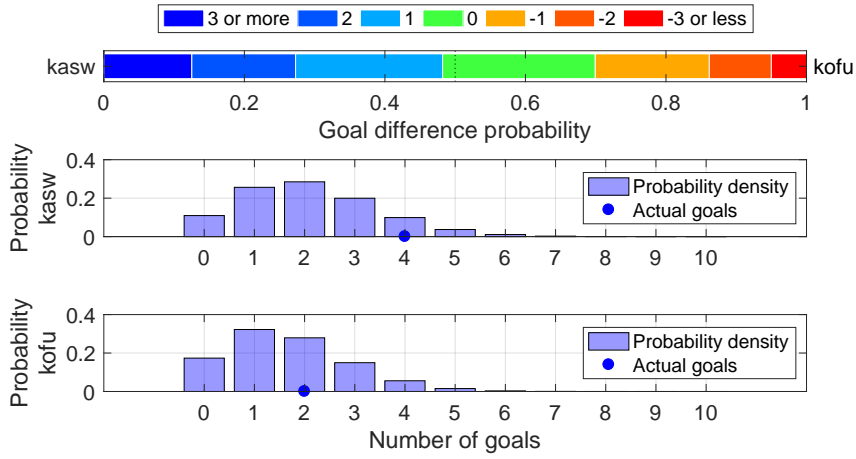 3 or more 2 1 0 -1 -2 -3 or less
kasw kofu
0 0.2 0.4 0.6 0.8 1
Goal difference probability
Probability
kasw
0.4
0.2
0
Probability density
Actual goals
0 1 2 3 4 5 6 7 8 9 10
Probability
kofu
0.4
0.2
0
Probability density
Actual goals
0 1 2 3 4 5 6 7 8 9 10
Number of goals